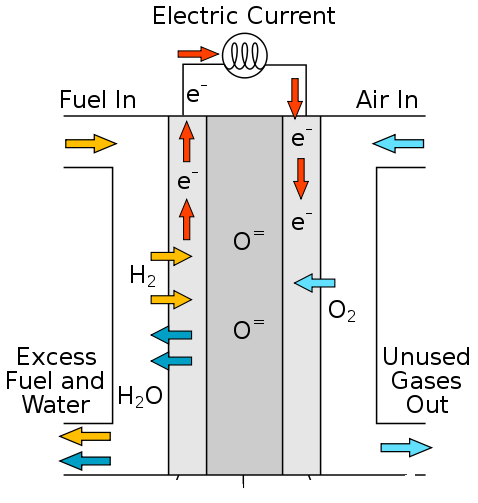 Electric Current
e⁻
Fuel In
Air In
e⁻
e⁻
e⁻
O⁼
H₂
O₂
O⁼
Excess
Fuel and
Water
H₂O
Unused
Gases
Out